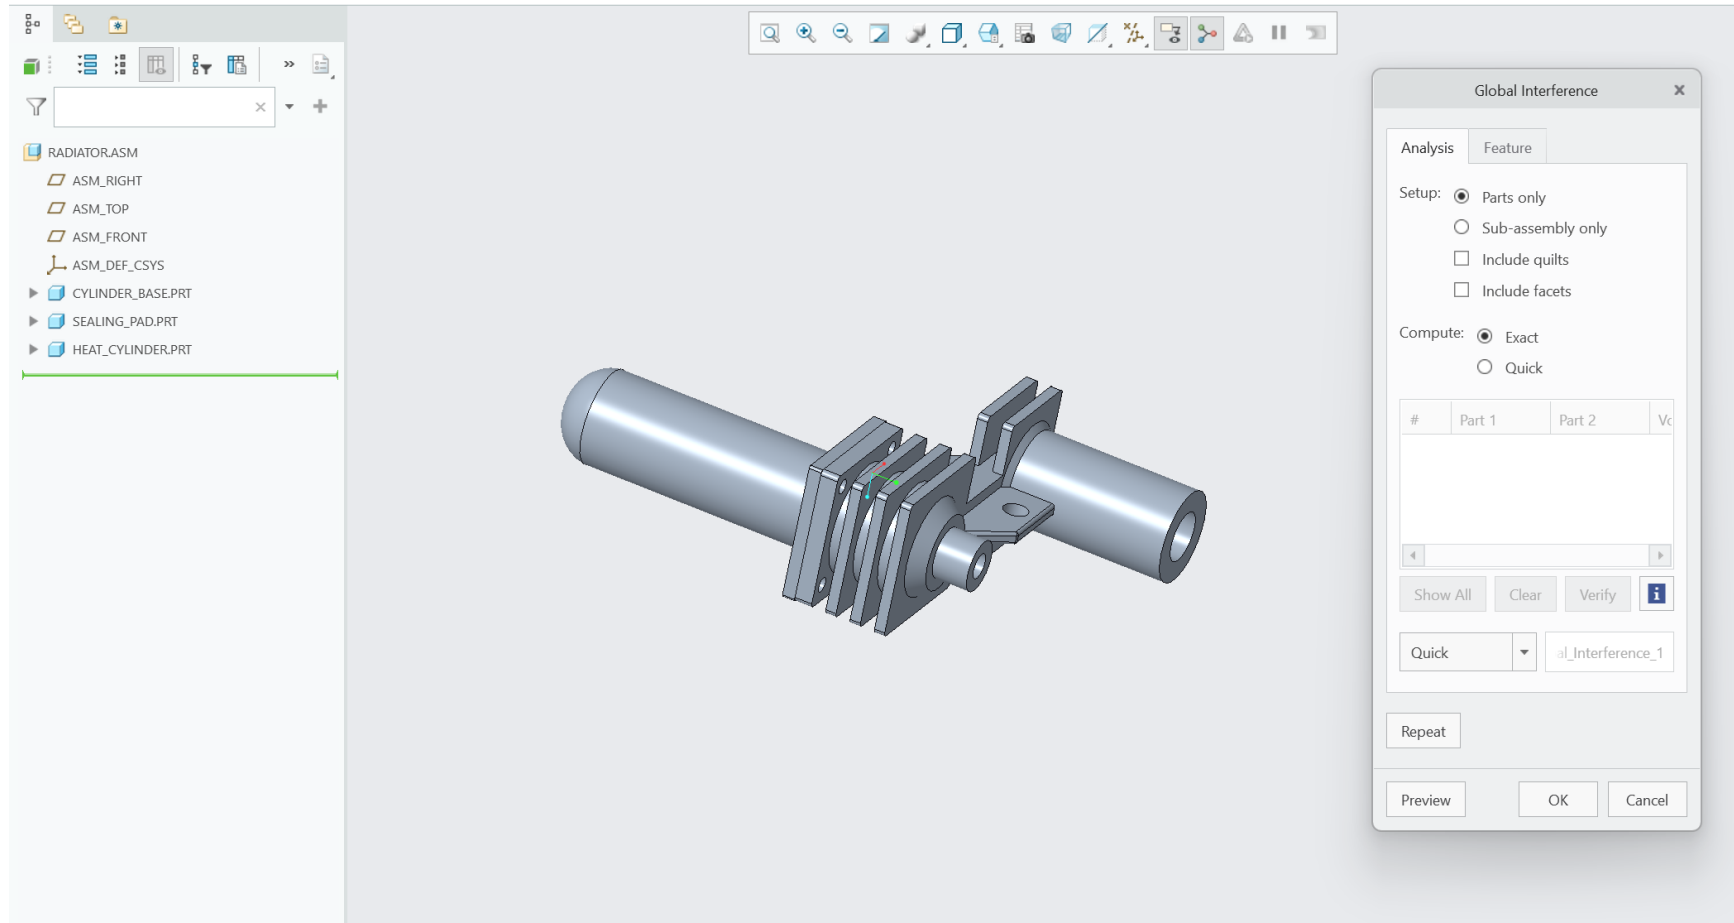 RADIATOR.ASM
ASM_RIGHT
ASM_TOP
ASM_FRONT
ASM_DEF_CSYS
CYLINDER_BASE.PRT
SEALING_PAD.PRT
HEAT_CYLINDER.PRT
Global Interference
Analysis Feature
Setup: Parts only
Sub-assembly only
Include quilts
Include facets
Compute: Exact
Quick
# Part 1 Part 2
Show All Clear Verify
Quick al_Interference_1
Repeat
Preview OK Cancel